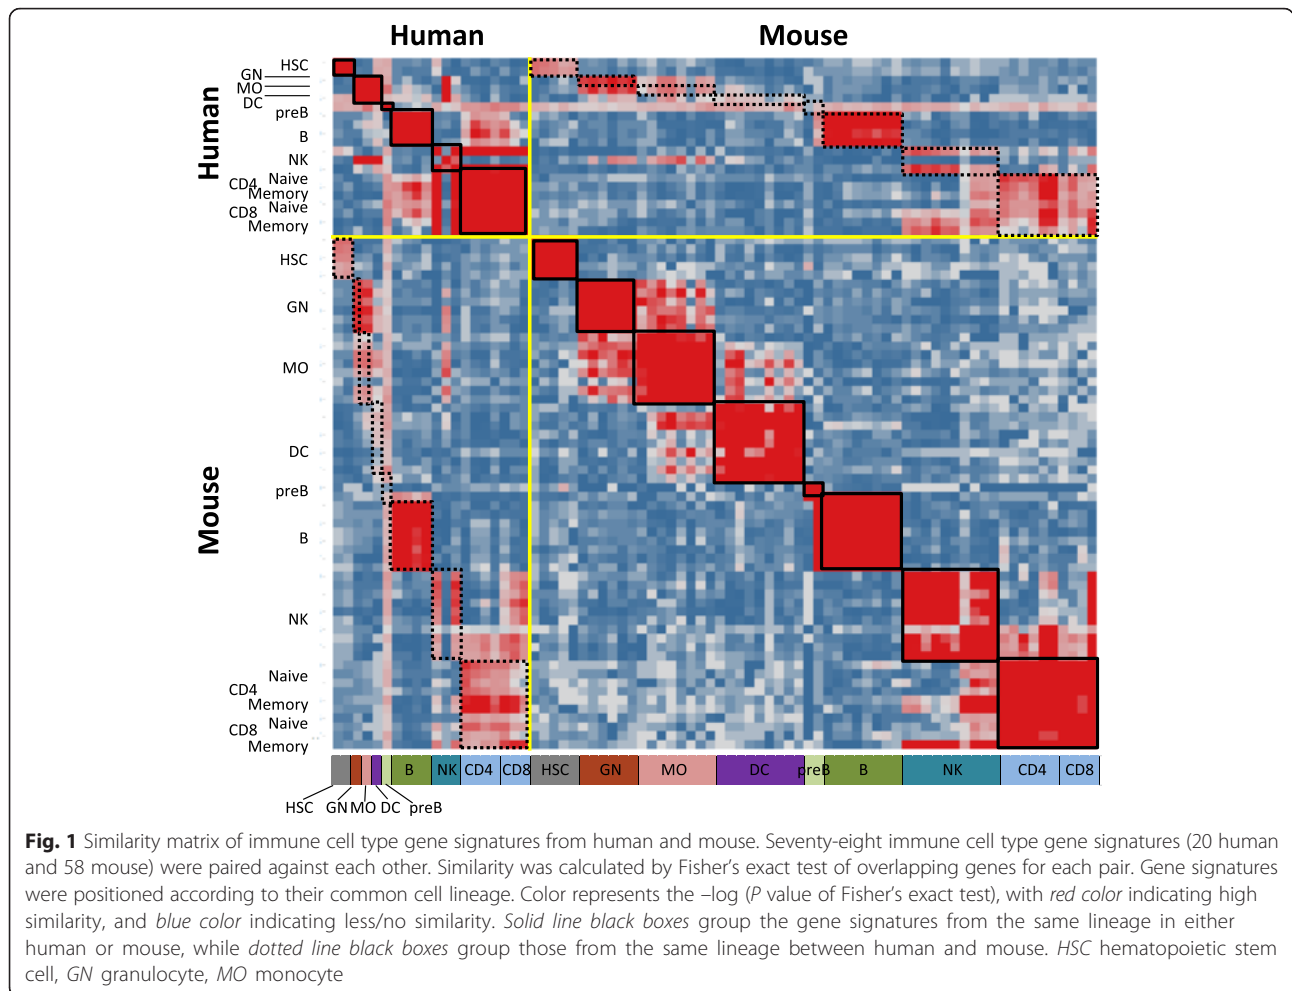 Human Mouse
Human
HSC
GN
MO
DC
preB
B
NK
Naive
CD4
Memory
Naive
CD8
Memory
Mouse
HSC
GN
MO
DC
preB
B
NK
Naive
CD4
Memory
Naive
CD8
Memory
B NK CD4 CD8 HSC GN MO DC preB B NK CD4 CD8
HSC GN MO DC preB
Fig. 1 Similarity matrix of immune cell type gene signatures from human and mouse. Seventy-eight immune cell type gene signatures (20 human
and 58 mouse) were paired against each other. Similarity was calculated by Fisher's exact test of overlapping genes for each pair. Gene signatures
were positioned according to their common cell lineage. Color represents the –log (P value of Fisher's exact test), with red color indicating high
similarity, and blue color indicating less/no similarity. Solid line black boxes group the gene signatures from the same lineage in either
human or mouse, while dotted line black boxes group those from the same lineage between human and mouse. HSC hematopoietic stem
cell, GN granulocyte, MO monocyte